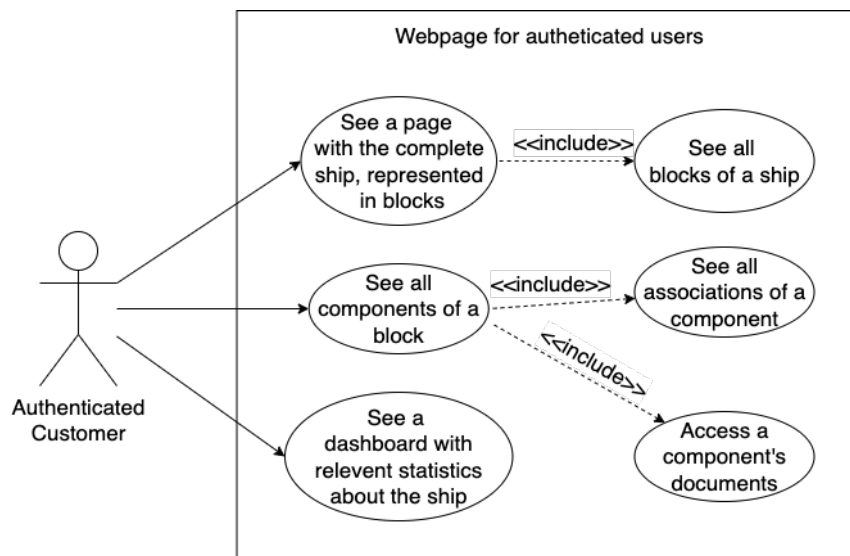 Webpage for autheticated users
See a page
with the complete
ship, represented
in blocks
<<include>>
See all
blocks of a ship
See all
components of a
block
<<include>>
See all
associations of a
component
<<include>>
Authenticated
Customer
See a
dashboard with
relevent statistics
about the ship
Access a
component's
documents